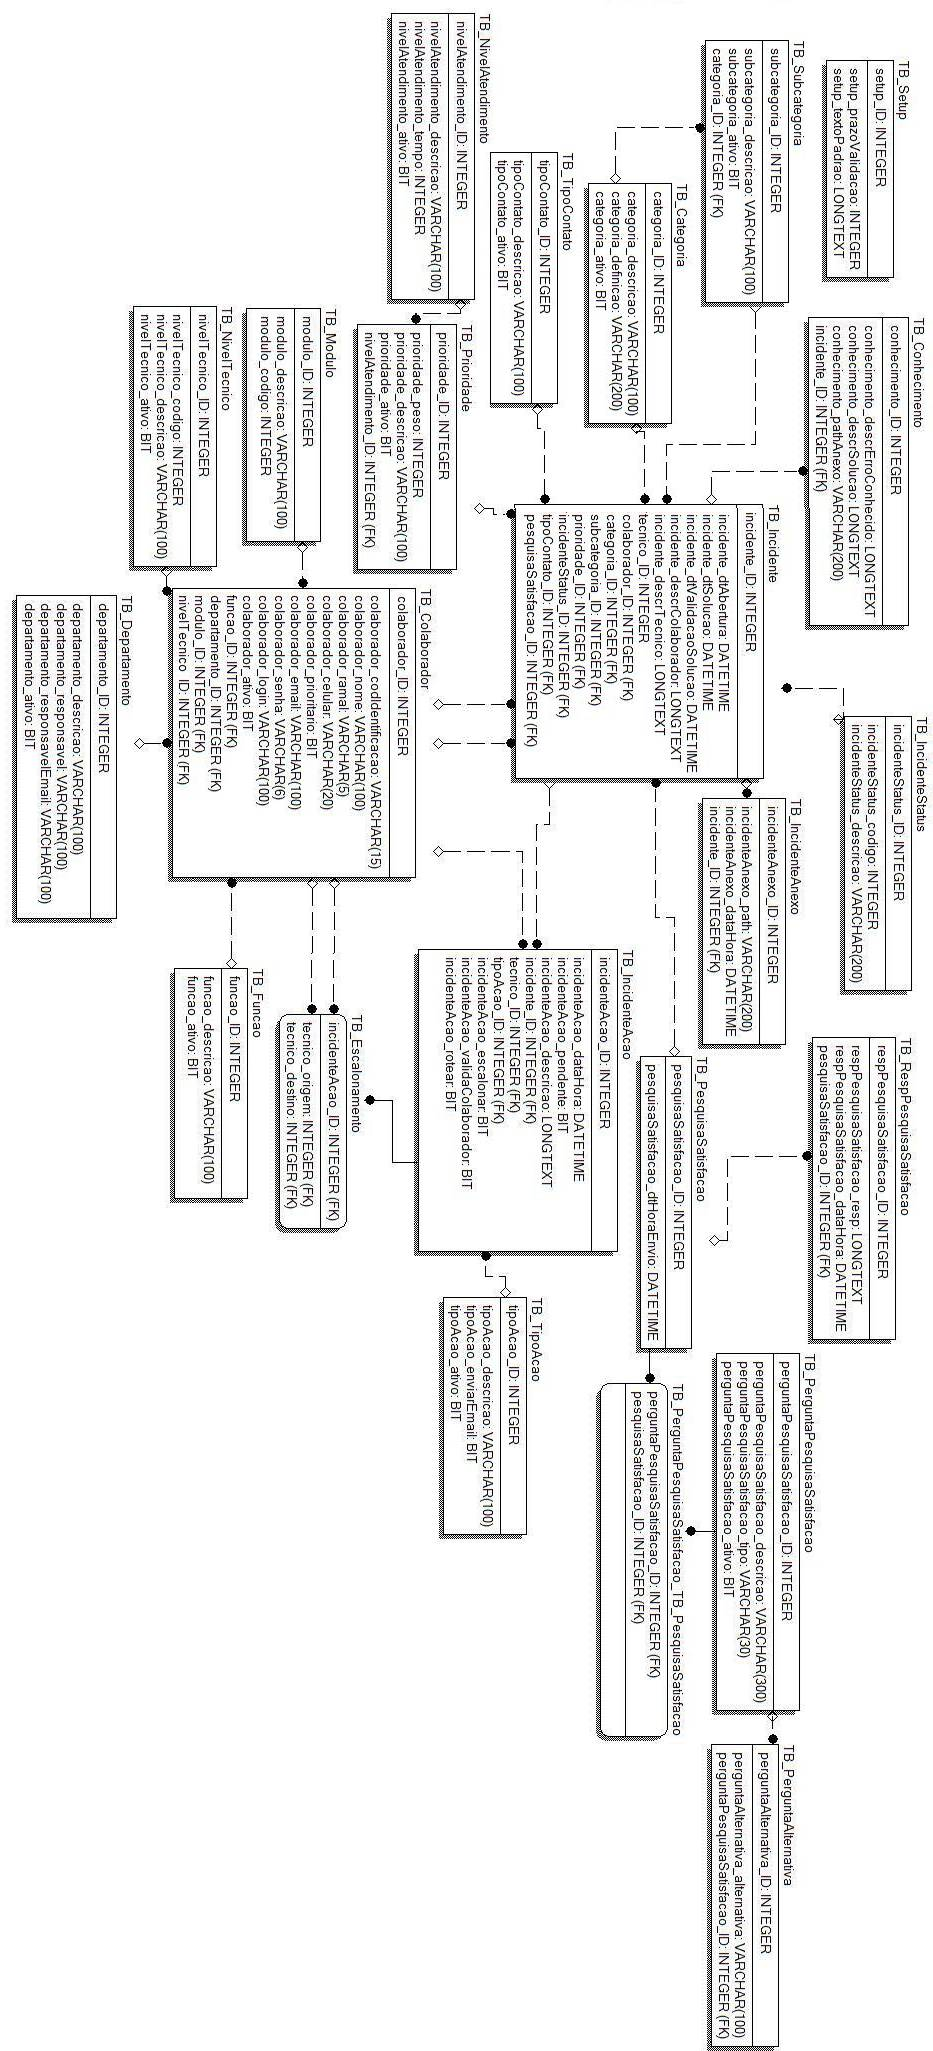 TB_Setup
setup_ID: INTEGER
setup_prazoValidacao: INTEGER
setup_textoPadrao: LONGTEXT
TB_Conhecimento
conhecimento_ID: INTEGER
conhecimento_descrErroConhecido: LONGTEXT
conhecimento_descrSolucao: LONGTEXT
conhecimento_pathAnexo: VARCHAR(200)
incidente_ID: INTEGER (FK)
TB_IncidenteStatus
incidenteStatus_ID: INTEGER
incidenteStatus_codigo: INTEGER
incidenteStatus_descricao: VARCHAR(200)
TB_RespPesquisaSatisfacao
respPesquisaSatisfacao_ID: INTEGER
respPesquisaSatisfacao_resp: LONGTEXT
respPesquisaSatisfacao_dataHora: DATETIME
pesquisaSatisfacao_ID: INTEGER (FK)
TB_Subcategoria
subcategoria_ID: INTEGER
subcategoria_descricao: VARCHAR(100)
subcategoria_ativo: BIT
categoria_ID: INTEGER (FK)
TB_Categoria
categoria_ID: INTEGER
categoria_descricao: VARCHAR(100)
categoria_definicao: VARCHAR(200)
categoria_ativo: BIT
TB_Incidente
incidente_ID: INTEGER
incidente_dtAbertura: DATETIME
incidente_dtSolucao: DATETIME
incidente_dtValidacaoSolucao: DATETIME
incidente_descrColaborador: LONGTEXT
incidente_descrTecnico: LONGTEXT
tecnico_ID: INTEGER
colaborador_ID: INTEGER (FK)
categoria_ID: INTEGER (FK)
subcategoria_ID: INTEGER (FK)
prioridade_ID: INTEGER (FK)
incidenteStatus_ID: INTEGER (FK)
tipoContato_ID: INTEGER (FK)
pesquisaSatisfacao_ID: INTEGER (FK)
TB_IncidenteAnexo
incidenteAnexo_ID: INTEGER
incidenteAnexo_path: VARCHAR(200)
incidenteAnexo_dataHora: DATETIME
incidente_ID: INTEGER (FK)
TB_PesquisaSatisfacao
pesquisaSatisfacao_ID: INTEGER
pesquisaSatisfacao_dtHoraEnvio: DATETIME
TB_PerguntaPesquisaSatisfacao
perguntaPesquisaSatisfacao_ID: INTEGER
perguntaPesquisaSatisfacao_descricao: VARCHAR(300)
perguntaPesquisaSatisfacao_tipo: VARCHAR(30)
perguntaPesquisaSatisfacao_ativo: BIT
TB_PerguntaAlternativa
perguntaAlternativa_ID: INTEGER
perguntaAlternativa_alternativa: VARCHAR(100)
perguntaPesquisaSatisfacao_ID: INTEGER (FK)
TB_PerguntaPesquisaSatisfacao_TB_PesquisaSatisfacao
perguntaPesquisaSatisfacao_ID: INTEGER (FK)
pesquisaSatisfacao_ID: INTEGER (FK)
TB_TipoContato
tipoContato_ID: INTEGER
tipoContato_descricao: VARCHAR(100)
tipoContato_ativo: BIT
TB_NivelAtendimento
nivelAtendimento_ID: INTEGER
nivelAtendimento_descricao: VARCHAR(100)
nivelAtendimento_tempo: INTEGER
nivelAtendimento_ativo: BIT
TB_Prioridade
prioridade_ID: INTEGER
prioridade_peso: INTEGER
prioridade_descricao: VARCHAR(100)
prioridade_ativo: BIT
nivelAtendimento_ID: INTEGER (FK)
TB_Modulo
modulo_ID: INTEGER
modulo_descricao: VARCHAR(100)
modulo_codigo: INTEGER
TB_NivelTecnico
nivelTecnico_ID: INTEGER
nivelTecnico_codigo: INTEGER
nivelTecnico_descricao: VARCHAR(100)
nivelTecnico_ativo: BIT
TB_Colaborador
colaborador_ID: INTEGER
colaborador_codIdentificacao: VARCHAR(15)
colaborador_nome: VARCHAR(100)
colaborador_ramal: VARCHAR(5)
colaborador_celular: VARCHAR(20)
colaborador_prioritario: BIT
colaborador_email: VARCHAR(100)
colaborador_senha: VARCHAR(6)
colaborador_login: VARCHAR(100)
colaborador_ativo: BIT
funcao_ID: INTEGER (FK)
departamento_ID: INTEGER (FK)
modulo_ID: INTEGER (FK)
nivelTecnico_ID: INTEGER (FK)
TB_Departamento
departamento_ID: INTEGER
departamento_descricao: VARCHAR(100)
departamento_responsavel: VARCHAR(100)
departamento_responsavelEmail: VARCHAR(100)
departamento_ativo: BIT
TB_Funcao
funcao_ID: INTEGER
funcao_descricao: VARCHAR(100)
funcao_ativo: BIT
TB_Escalonamento
incidenteAcao_ID: INTEGER (FK)
tecnico_origem: INTEGER (FK)
tecnico_destino: INTEGER (FK)
TB_IncidenteAcao
incidenteAcao_ID: INTEGER
incidenteAcao_dataHora: DATETIME
incidenteAcao_pendente: BIT
incidenteAcao_descricao: LONGTEXT
incidente_ID: INTEGER (FK)
tecnico_ID: INTEGER (FK)
tipoAcao_ID: INTEGER (FK)
incidenteAcao_escalonar: BIT
incidenteAcao_validaColaborador: BIT
incidenteAcao_rotear: BIT
TB_TipoAcao
tipoAcao_ID: INTEGER
tipoAcao_descricao: VARCHAR(100)
tipoAcao_enviarEmail: BIT
tipoAcao_ativo: BIT